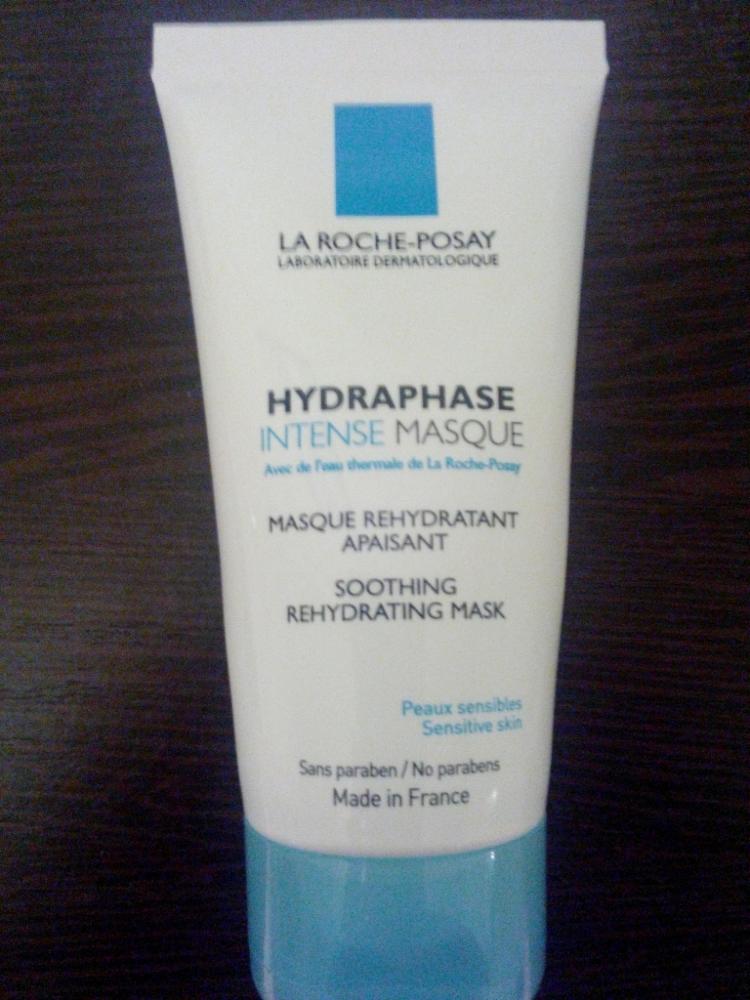 LA ROCHE-POSAY
LABORATOIRE DERMATOLOGIQUE
HYDRAPHASE
INTENSE MASQUE
Avec de l'eau thermale de La Roche-Posay
MASQUE REHYDRATANT
APAISANT
SOOTHING
REHYDRATING MASK
Peaux sensibles
Sensitive skin
Sans paraben / No parabens
Made in France